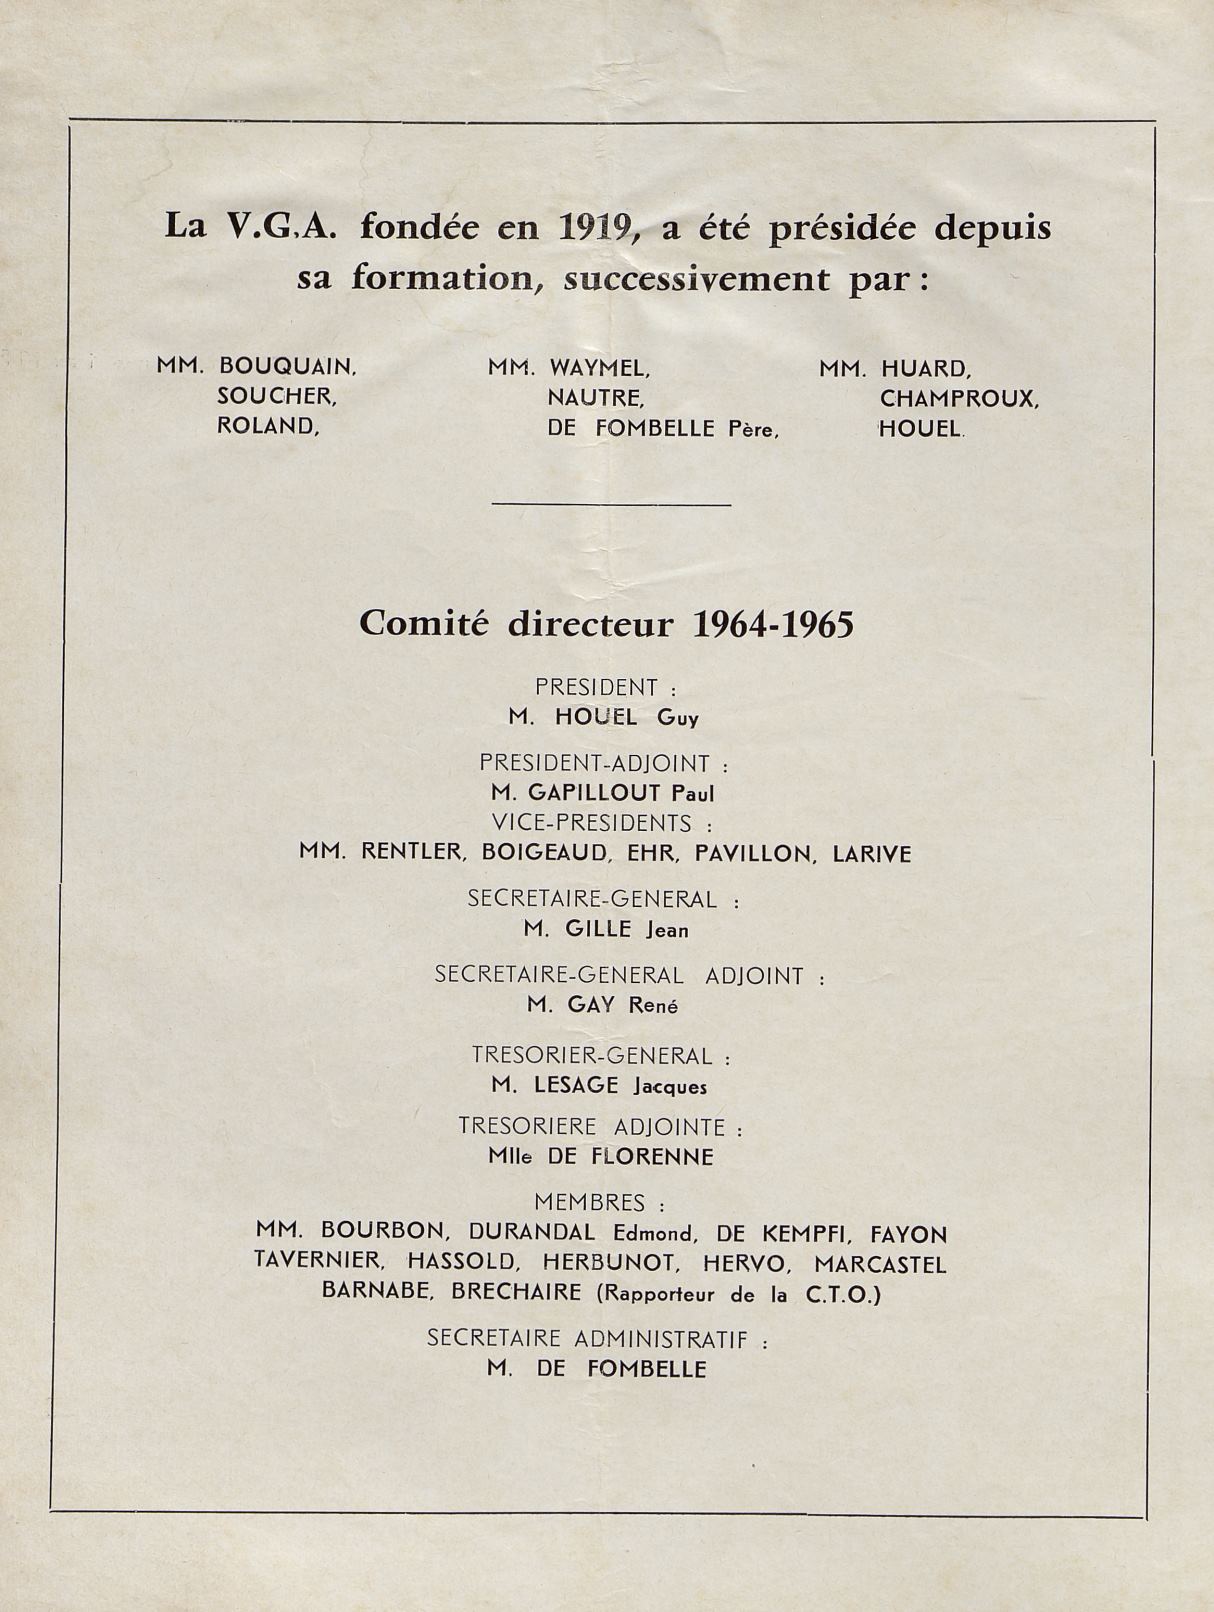 La V.G.A. fondée en 1919, a été présidée depuis
sa formation, successivement par :
MM. BOUQUAIN,
SOUCHER,
ROLAND,
MM. WAYMEL,
NAUTRE,
DE FOMBELLE Père,
MM. HUARD,
CHAMPROUX,
HOUEL.
Comité directeur 1964-1965
PRESIDENT :
M. HOUEL Guy
PRESIDENT-ADJOINT :
M. GAPILLOUT Paul
VICE-PRESIDENTS :
MM. RENTLER, BOIGEAUD, EHR, PAVILLON, LARIVE
SECRETAIRE-GENERAL :
M. GILLE Jean
SECRETAIRE-GENERAL ADJOINT :
M. GAY René
TRESORIER-GENERAL :
M. LESAGE Jacques
TRESORIERE ADJOINTE :
Mlle DE FLORENNE
MEMBRES :
MM. BOURBON, DURANDAL Edmond, DE KEMPFI, FAYON
TAVERNIER, HASSOLD, HERBUNOT, HERVO, MARCASTEL
BARNABE, BRECHAIRE (Rapporteur de la C.T.O.)
SECRETAIRE ADMINISTRATIF :
M. DE FOMBELLE